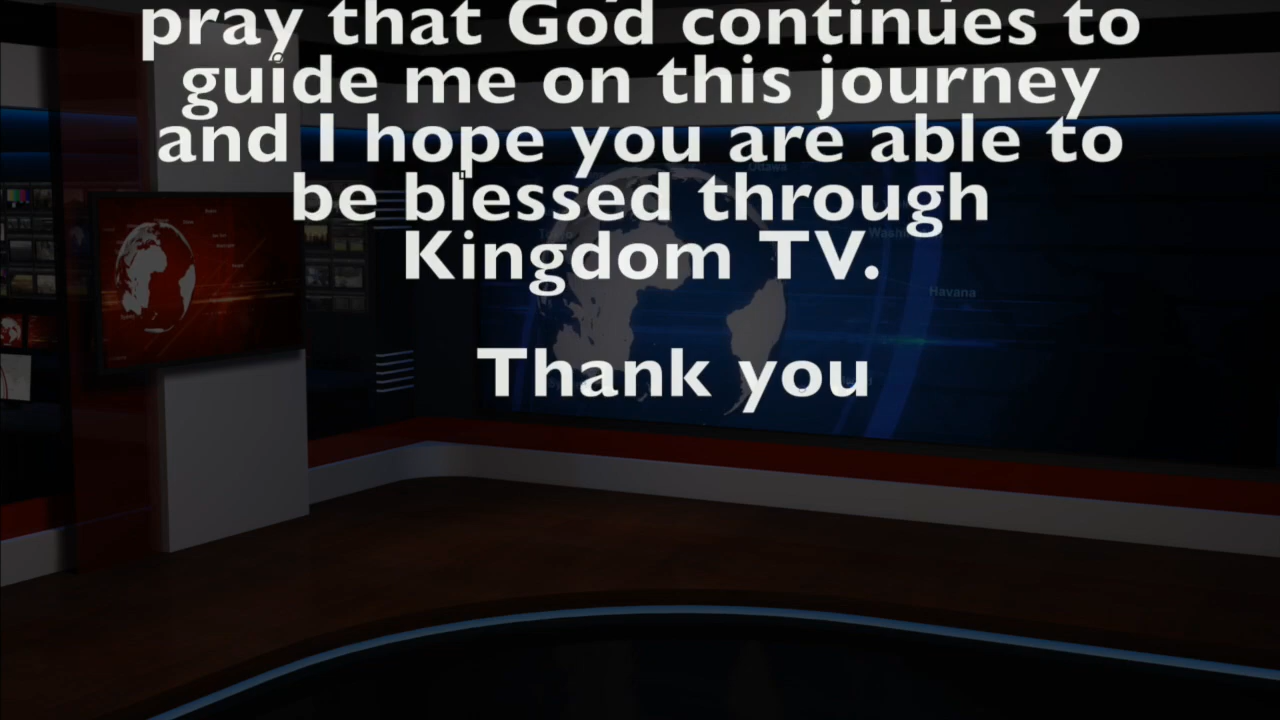 pray that God continues to
guide me on this journey
and I hope you are able to
be blessed through
Kingdom TV.
Thank you
Ottawa
Havana